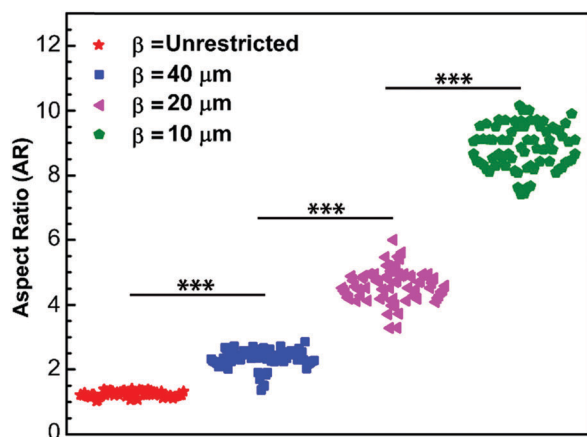 12
10
8
6
4
2
0
Aspect Ratio (AR)
β =Unrestricted
β = 40 μm
β = 20 μm
β = 10 μm
***
***
***